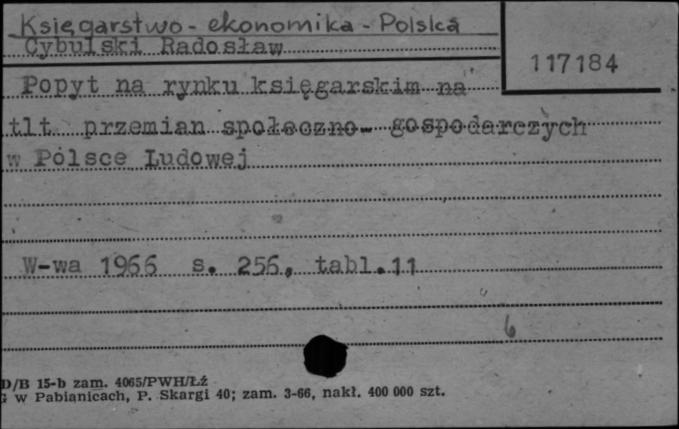 Księgarstwo - ekonomika - Polska
Cybulski Radosław
117184
Popyt na rynku księgarskim na
tlt przemian społeczno- gospodarczych
w Polsce Ludowej
W-wa 1966 s. 256, tabl.11
6
D/B 15-b zam. 4065/PWH/Łź
G w Pabianicach, P. Skargi 40; zam. 3-66, nakł. 400 000 szt.